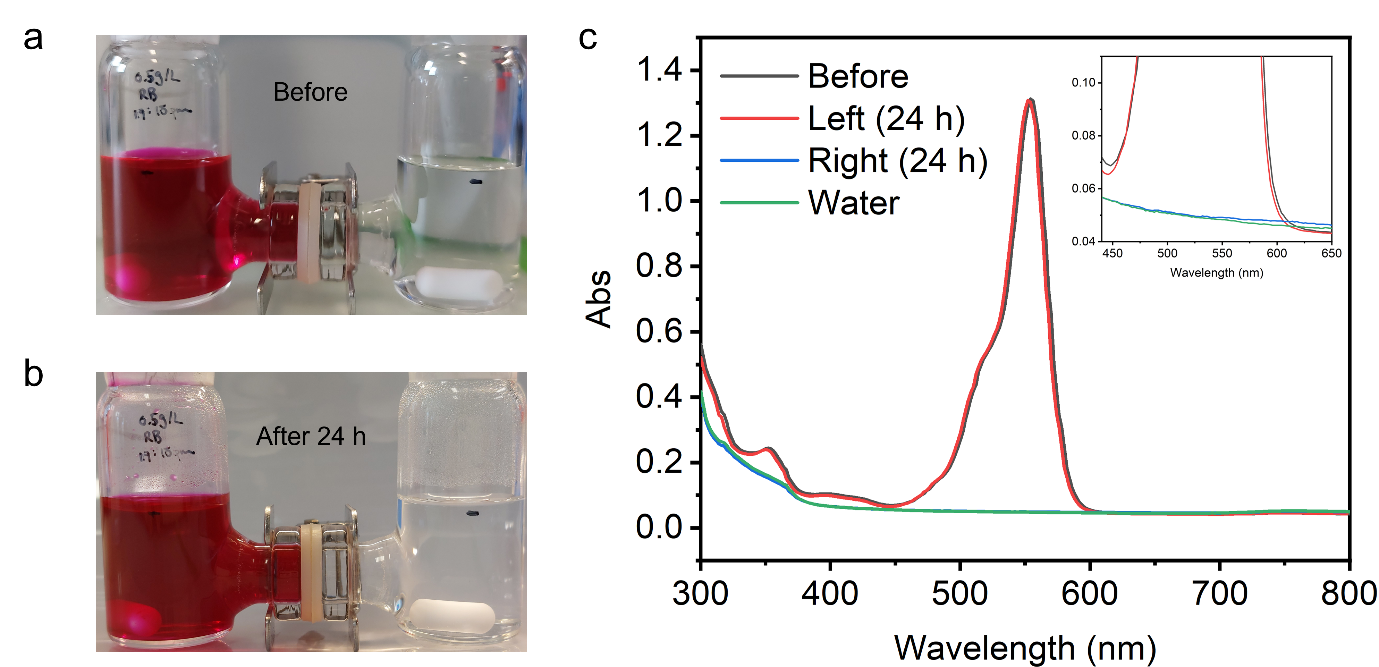 a
0.5g/L
RB
Before
b
0.5g/L
RB
After 24 h
c
Before
Left (24 h)
Right (24 h)
Water
1.4
1.2
1.0
0.8
0.6
0.4
0.2
0.0
Abs
300 400 500 600 700 800
Wavelength (nm)
0.10
0.08
0.06
0.04
450 500 550 600 650
Wavelength (nm)